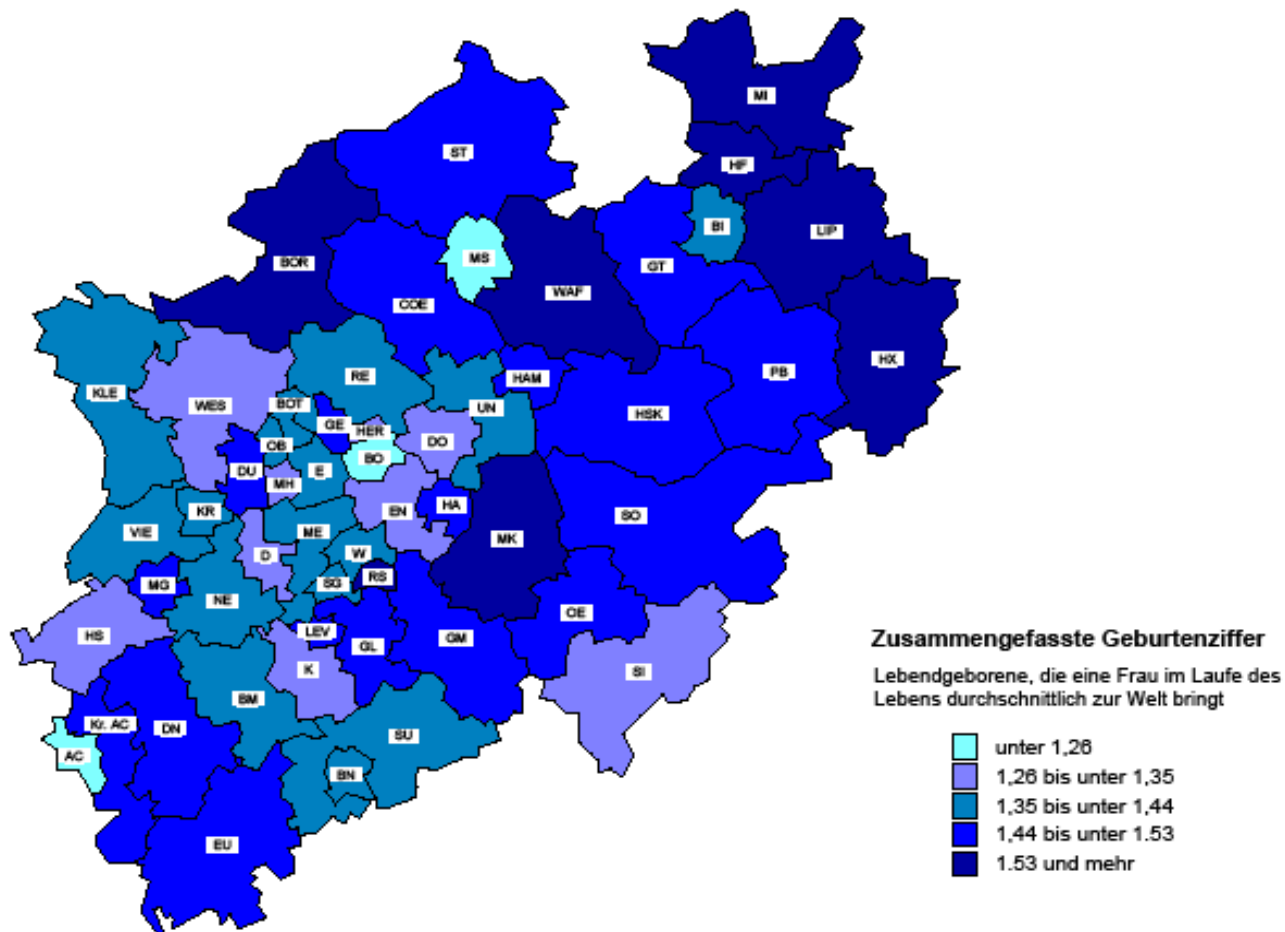 MI
ST
HF
BI
LIP
MS
BOR
GT
WAF
COE
HX
PB
RE
HAM
KLE
WES
BOT
UN
HSK
GE
HER
DO
OB
BO
DU
E
MH
HA
KR
EN
SO
VIE
ME
MK
D
W
RS
MG
SG
NE
OE
LEV
HS
GL
GM
K
SI
BM
Kr. AC
DN
SU
AC
BN
EU
Zusammengefasste Geburtenziffer
Lebendgeborene, die eine Frau im Laufe des
Lebens durchschnittlich zur Welt bringt
unter 1,26
1,26 bis unter 1,35
1,35 bis unter 1,44
1,44 bis unter 1.53
1.53 und mehr